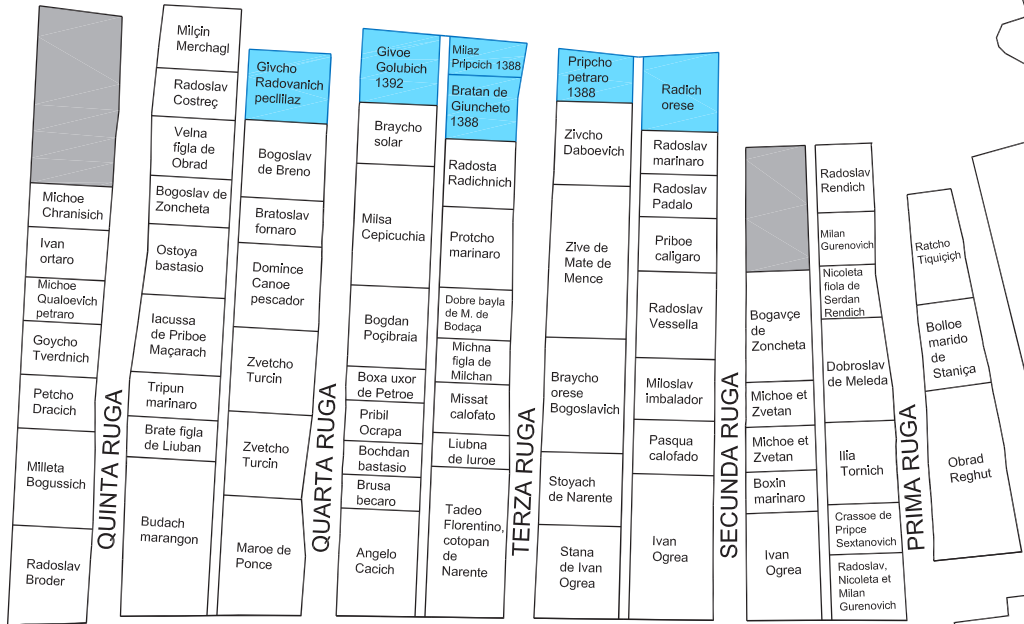 Michoe
Chranisich
Ivan
ortaro
Michoe
Qualoevich
petraro
Goycho
Tverdnich
Petcho
Dracich
Milleta
Bogussich
Radoslav
Broder
QUINTA RUGA
Milçin
Merchagl
Radoslav
Costreç
Velna
figla de
Obrad
Bogoslav de
Zoncheta
Ostoya
bastasio
Iacussa
de Priboe
Maçarach
Tripun
marinaro
Brate figla
de Liuban
Budach
marangon
Givcho
Radovanich
pecllilaz
Bogoslav
de Breno
Bratoslav
fornaro
Domince
Canoe
pescador
Zvetcho
Turcin
Zvetcho
Turcin
Maroe de
Ponce
QUARTA RUGA
Givoe
Golubich
1392
Braycho
solar
Milsa
Cepicuchia
Bogdan
Poçibraia
Boxa uxor
de Petroe
Pribil
Ocrapa
Bochdan
bastasio
Brusa
becaro
Angelo
Cacich
Milaz
Pripcich 1388
Bratan de
Giuncheto
1388
Radosta
Radichnich
Protcho
marinaro
Dobre bayla
de M. de
Bodaça
Michna
figla de
Milchan
Missat
calofato
Liubna
de Iuroe
Tadeo
Florentino,
cotopan
de
Narente
TERZA RUGA
Pripcho
petraro
1388
Zivcho
Daboevich
Zive de
Mate de
Mence
Braycho
orese
Bogoslavich
Stoyach
de Narente
Stana
de Ivan
Ogrea
Radich
orese
Radoslav
marinaro
Radoslav
Padalo
Priboe
caligaro
Radoslav
Vessella
Miloslav
imbalador
Pasqua
calofado
Ivan
Ogrea
SECUNDA RUGA
Bogavçe
de
Zoncheta
Michoe et
Zvetan
Michoe et
Zvetan
Boxin
marinaro
Ivan
Ogrea
Radoslav
Rendich
Milan
Gurenovich
Nicoleta
fiola de
Serdan
Rendich
Dobroslav
de Meleda
Ilia
Tornich
Crassoe de
Pripce
Sextanovich
Radoslav,
Nicoleta et
Milan
Gurenovich
PRIMA RUGA
Ratcho
Tiquiçiçh
Bolloe
marido
de
Staniça
Obrad
Reghut